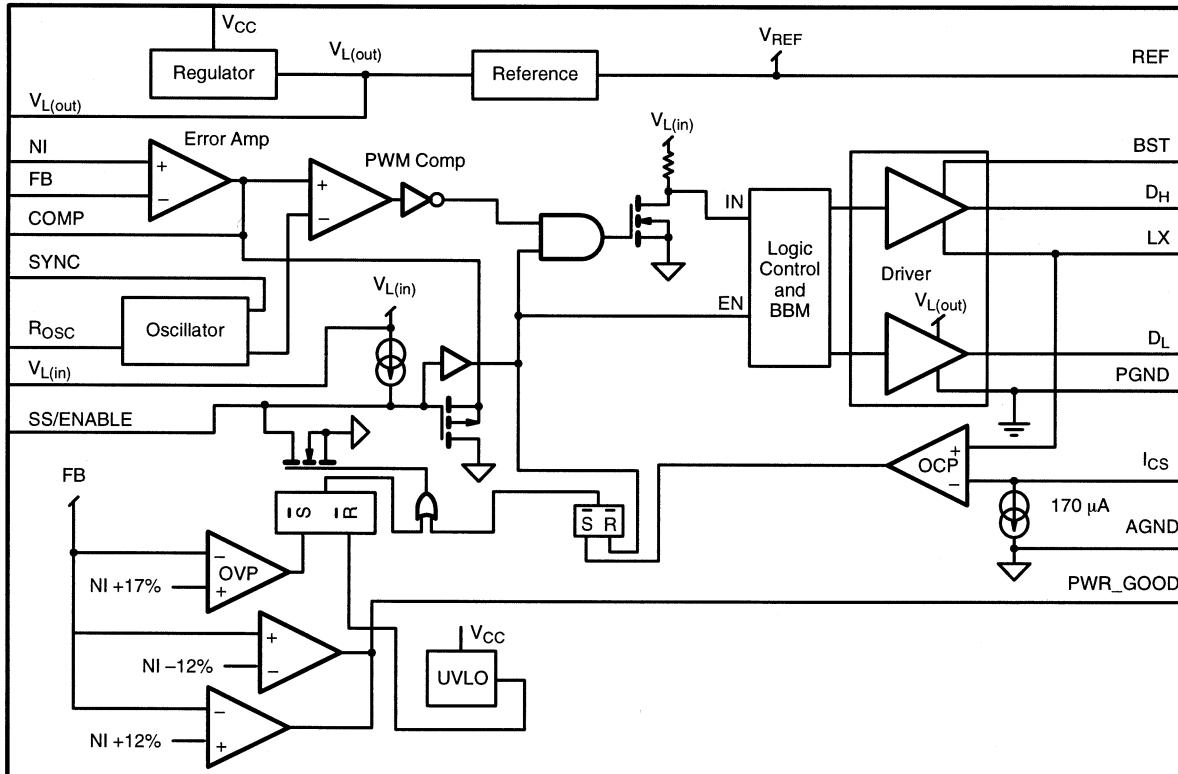 VCC
VL(out)
VREF
REF
Regulator
Reference
VL(out)
Error Amp
VL(in)
NI
+
PWM Comp
BST
FB
−
+
−
IN
DH
COMP
LX
SYNC
Logic
Control
and
BBM
Driver
VL(in)
EN
VL(out)
ROSC
Oscillator
DL
VL(in)
PGND
SS/ENABLE
+
OCP
−
ICS
FB
S R
S R
170 µA
AGND
−
OVP
+
NI +17%
PWR_GOOD
+
−
NI −12%
VCC
UVLO
−
+
NI +12%